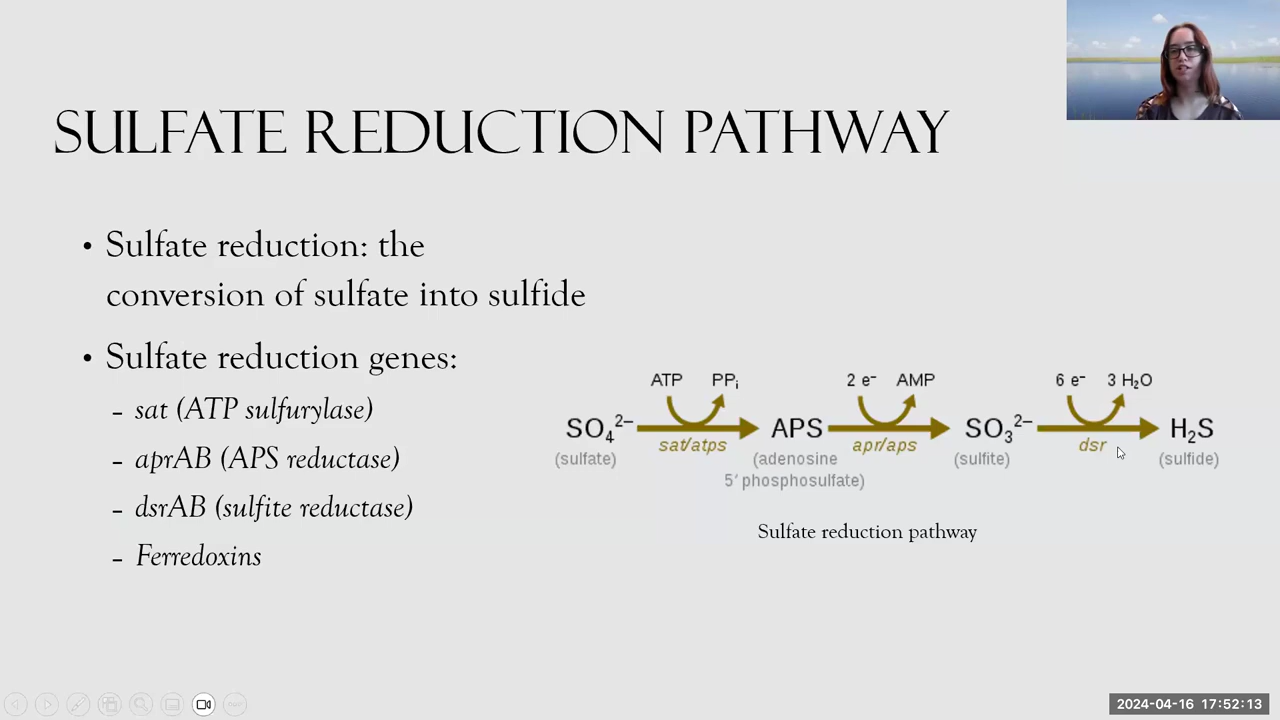 SULFATE REDUCTION PATHWAY
• Sulfate reduction: the
conversion of sulfate into sulfide
• Sulfate reduction genes:
– sat (ATP sulfurylase)
– aprAB (APS reductase)
– dsrAB (sulfite reductase)
– Ferredoxins
ATP PPᵢ 2 e⁻ AMP 6 e⁻ 3 H₂O
SO₄²⁻ APS SO₃²⁻ H₂S
sat/atps apr/aps dsr
(sulfate) (adenosine (sulfite) (sulfide)
5′ phosphosulfate)
Sulfate reduction pathway
2024-04-16 17:52:13